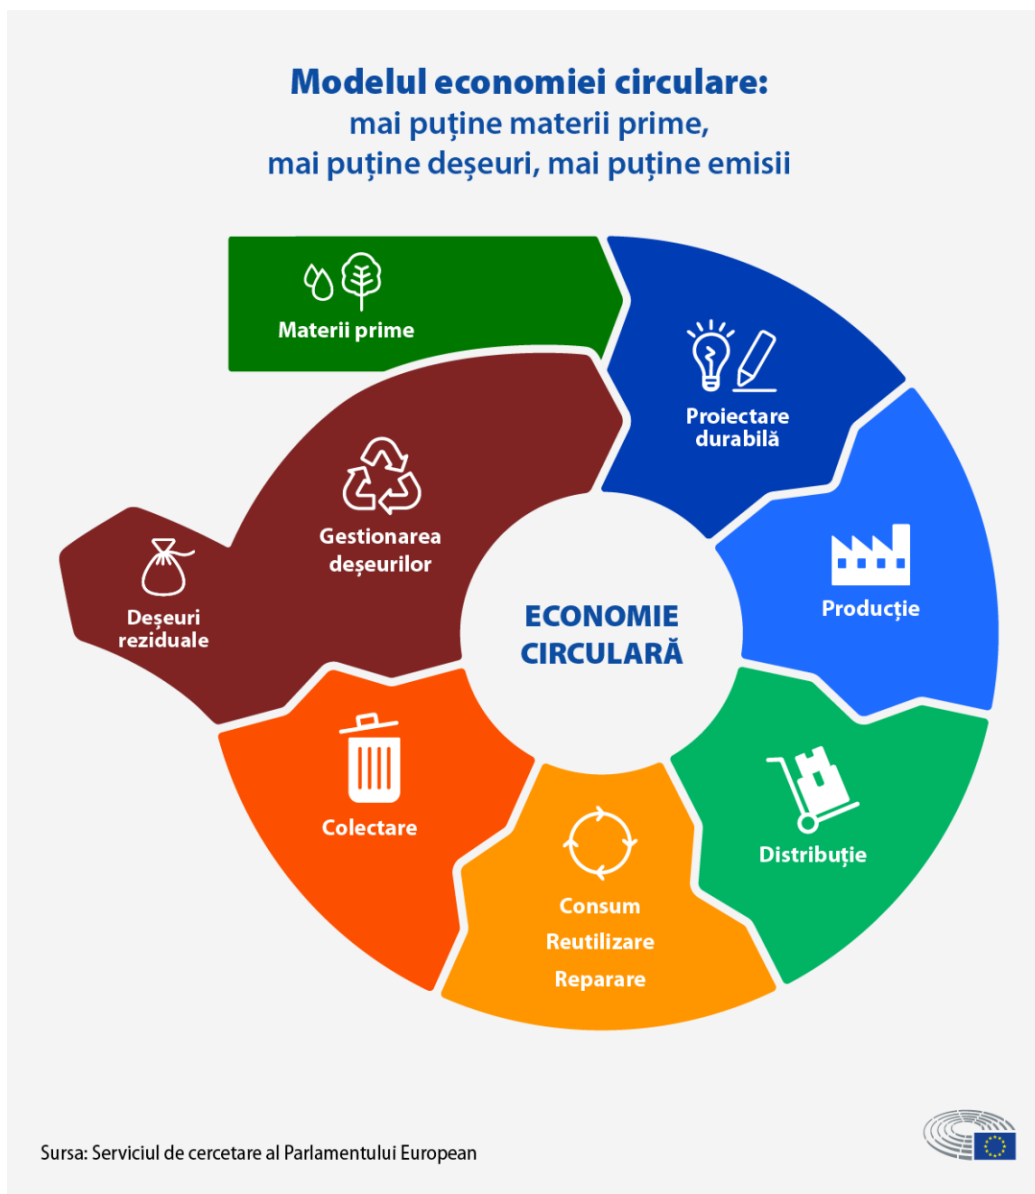 Modelul economiei circulare:
mai puține materii prime,
mai puține deșeuri, mai puține emisii
Materii prime
Proiectare
durabilă
Producție
Distribuție
Consum
Reutilizare
Reparare
Colectare
Gestionarea
deșeurilor
Deșeuri
reziduale
ECONOMIE
CIRCULARĂ
Sursa: Serviciul de cercetare al Parlamentului European